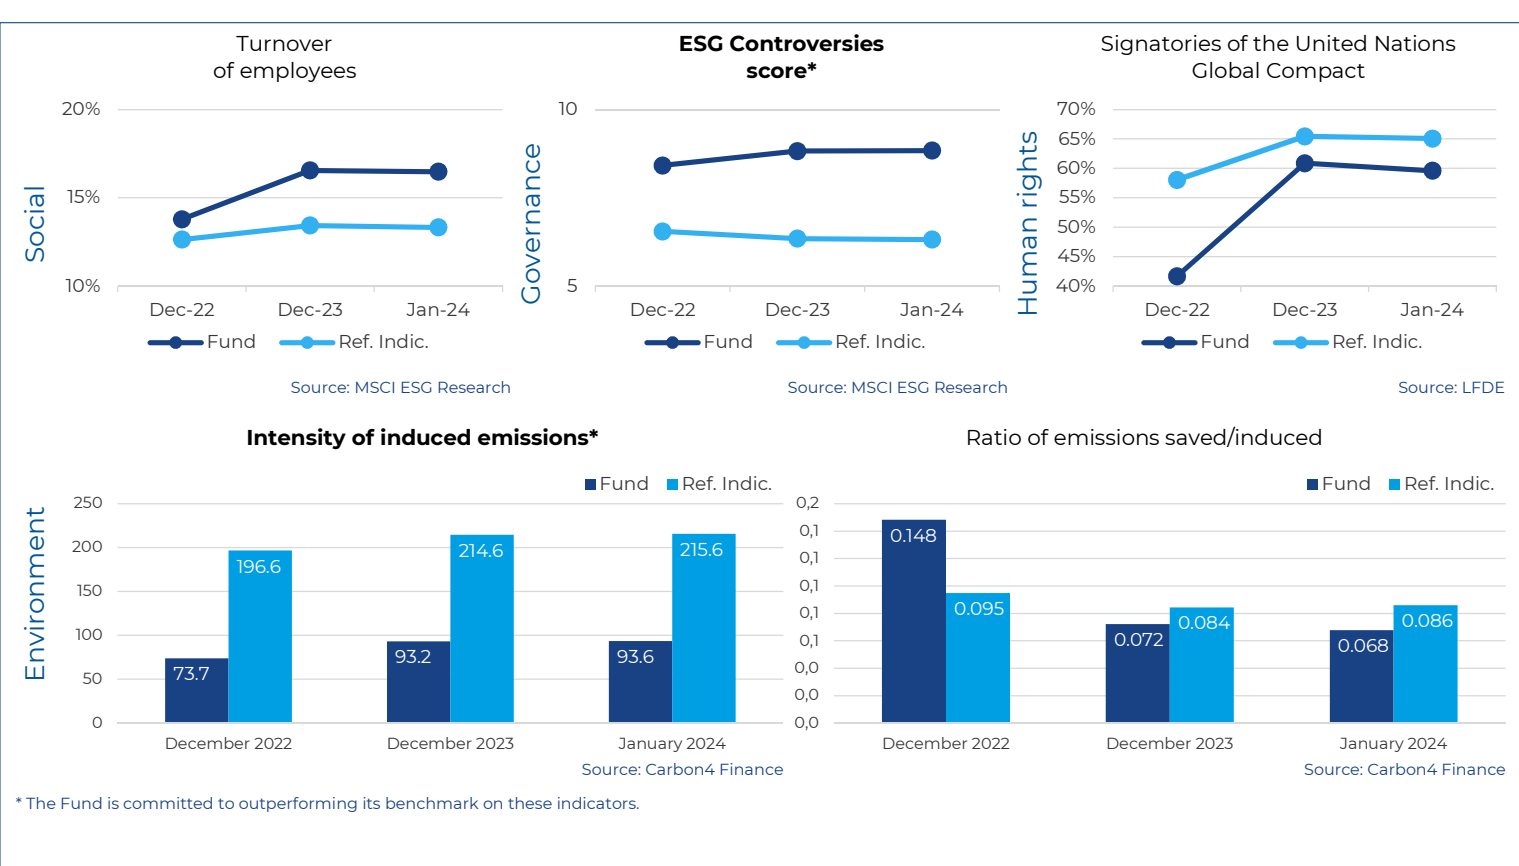 Turnover
of employees
20%
15%
10%
Social
Dec-22
Dec-23
Jan-24
Fund
Ref. Indic.
Source: MSCI ESG Research
ESG Controversies
score*
10
5
Governance
Dec-22
Dec-23
Jan-24
Fund
Ref. Indic.
Source: MSCI ESG Research
Signatories of the United Nations
Global Compact
70%
65%
60%
55%
50%
45%
40%
Human rights
Dec-22
Dec-23
Jan-24
Fund
Ref. Indic.
Source: LFDE
Intensity of induced emissions*
Fund
Ref. Indic.
Environment
250
200
150
100
50
0
73.7
196.6
93.2
214.6
93.6
215.6
December 2022
December 2023
January 2024
Source: Carbon4 Finance
Ratio of emissions saved/induced
Fund
Ref. Indic.
0,2
0,1
0,1
0,1
0,1
0,1
0,0
0,0
0,0
0.148
0.095
0.072
0.084
0.068
0.086
December 2022
December 2023
January 2024
Source: Carbon4 Finance
* The Fund is committed to outperforming its benchmark on these indicators.